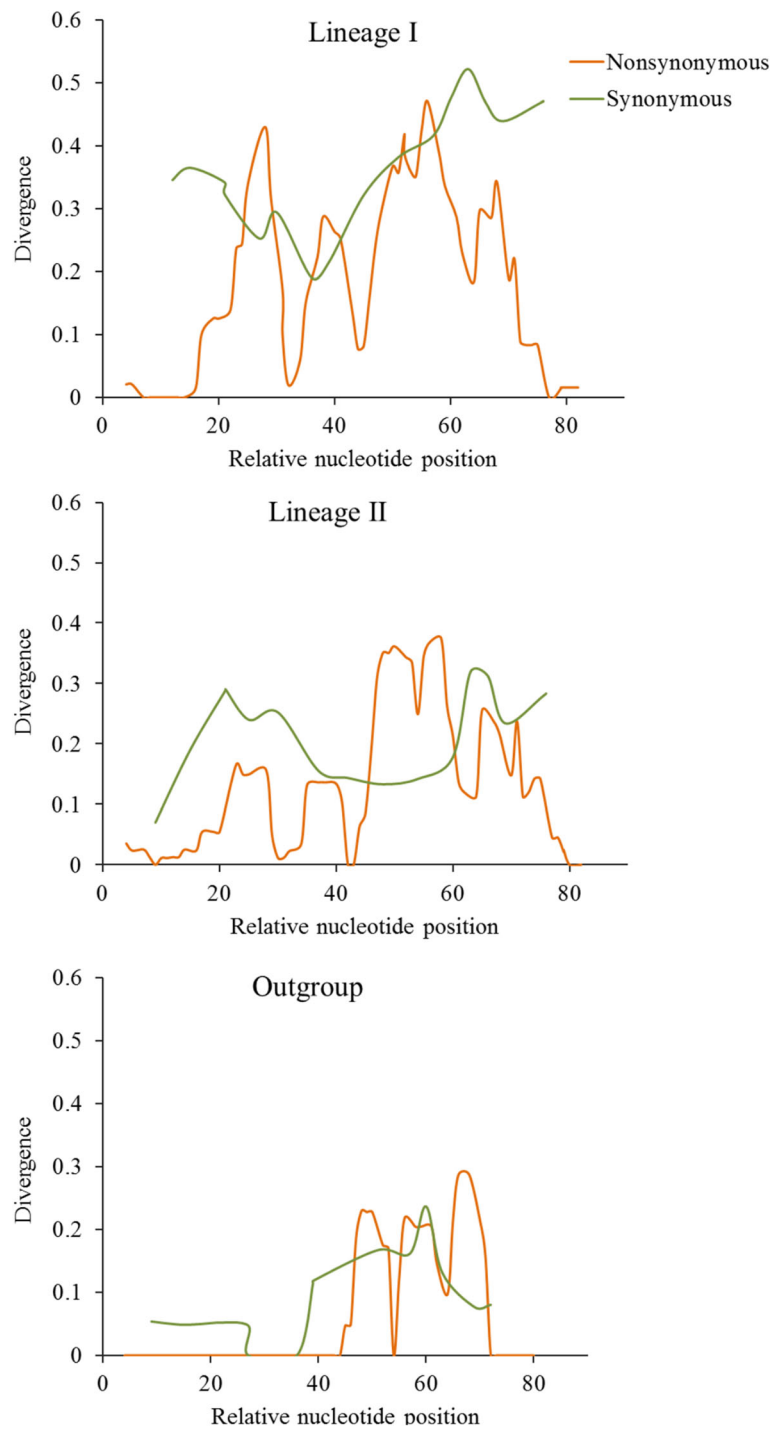 Lineage I
Nonsynonymous
Synonymous
Divergence
0.6
0.5
0.4
0.3
0.2
0.1
0
0 20 40 60 80
Relative nucleotide position
Lineage II
Divergence
0.6
0.5
0.4
0.3
0.2
0.1
0
0 20 40 60 80
Relative nucleotide position
Outgroup
Divergence
0.6
0.5
0.4
0.3
0.2
0.1
0
0 20 40 60 80
Relative nucleotide position